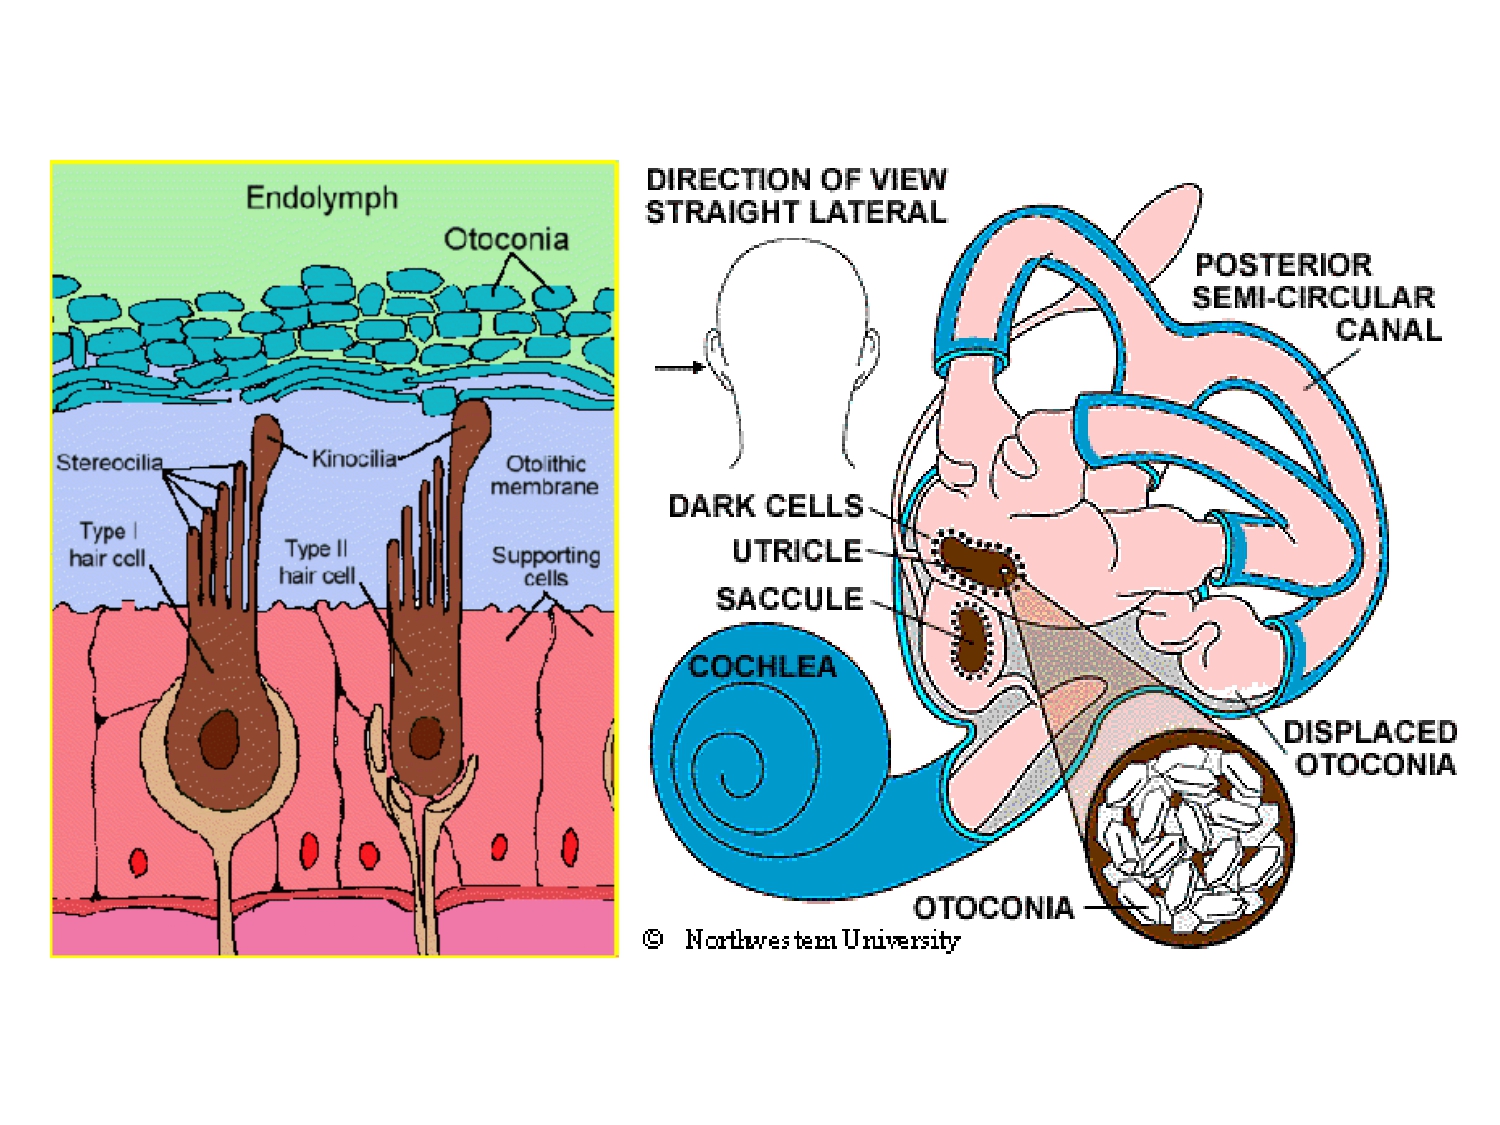 Endolymph
Otoconia
Stereocilia
Kinocilia
Otolithic
membrane
Type I
hair cell
Type II
hair cell
Supporting
cells
DIRECTION OF VIEW
STRAIGHT LATERAL
POSTERIOR
SEMI-CIRCULAR
CANAL
DARK CELLS
UTRICLE
SACCULE
COCHLEA
DISPLACED
OTOCONIA
OTOCONIA
© Northwestern University